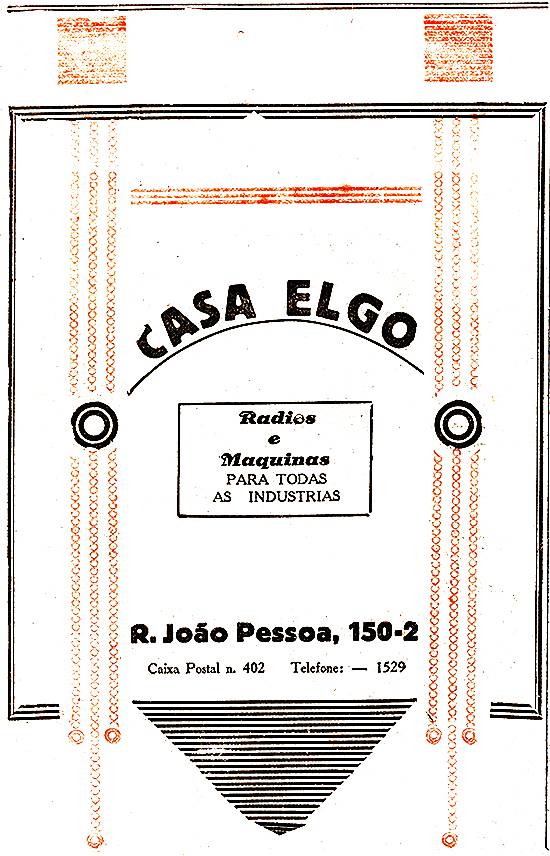 CASA ELGO
Radios
e
Maquinas
PARA TODAS
AS INDUSTRIAS
R. João Pessoa, 150-2
Caixa Postal n. 402 Telefone: — 1529